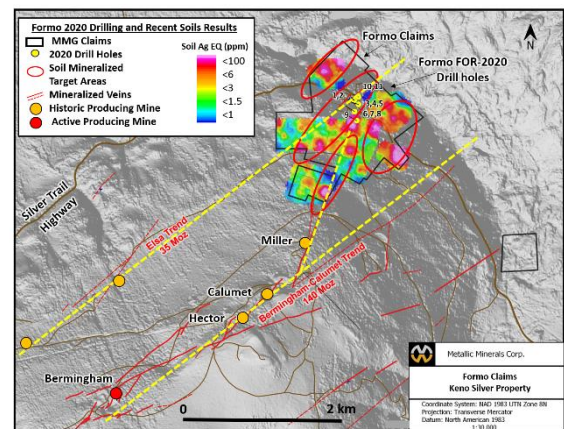 Formo 2020 Drilling and Recent Soils Results
MMG Claims
2020 Drill Holes
Soil Mineralized
Target Areas
Mineralized Veins
Historic Producing Mine
Active Producing Mine
Soil Ag EQ (ppm)
<100
<6
<3
<1.5
<1
Formo Claims
N
Formo FOR-2020
Drill holes
10,11
1,2
3,4,5
9
6,7,8
Silver Trail
Highway
Elsa Trend
35 Moz
Miller
Calumet
Bermingham-Calumet Trend
140 Moz
Hector
Bermingham
0
2 km
Metallic Minerals Corp.
Formo Claims
Keno Silver Property
Coordinate System: NAD 1983 UTN Zone 8N
Projection: Transverse Mercator
Datum: North American 1983
1:30,000